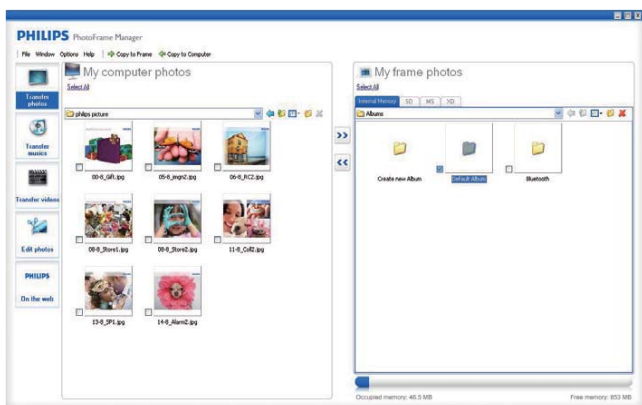 PHILIPS PhotoFrame Manager
File Window Options Help Copy to Frame Copy to Computer
Transfer photos
Transfer musics
Transfer videos
Edit photos
PHILIPS
On the web
My computer photos
Select All
philips picture
00-8_Gift.jpg 05-8_imgn2.jpg 06-8_RC2.jpg
08-8_Store1.jpg 09-8_Store2.jpg 11-8_Coll2.jpg
13-8_SP1.jpg 14-8_Alarm2.jpg
>>
<<
My frame photos
Select All
Internal Memory SD MS XD
Albums
Create new Album Default Album Bluetooth
Occupied memory: 46.5 MB Free memory: 853 MB